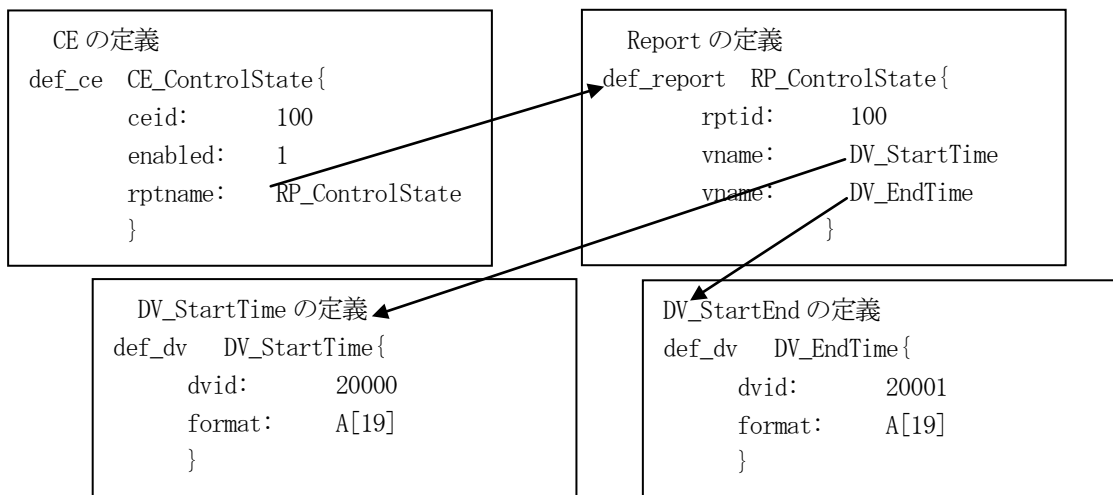 CE の定義
def_ce CE_ControlState{
ceid: 100
enabled: 1
rptname: RP_ControlState
}
Report の定義
def_report RP_ControlState{
rptid: 100
vname: DV_StartTime
vname: DV_EndTime
}
DV_StartTime の定義
def_dv DV_StartTime{
dvid: 20000
format: A[19]
}
DV_StartEnd の定義
def_dv DV_EndTime{
dvid: 20001
format: A[19]
}